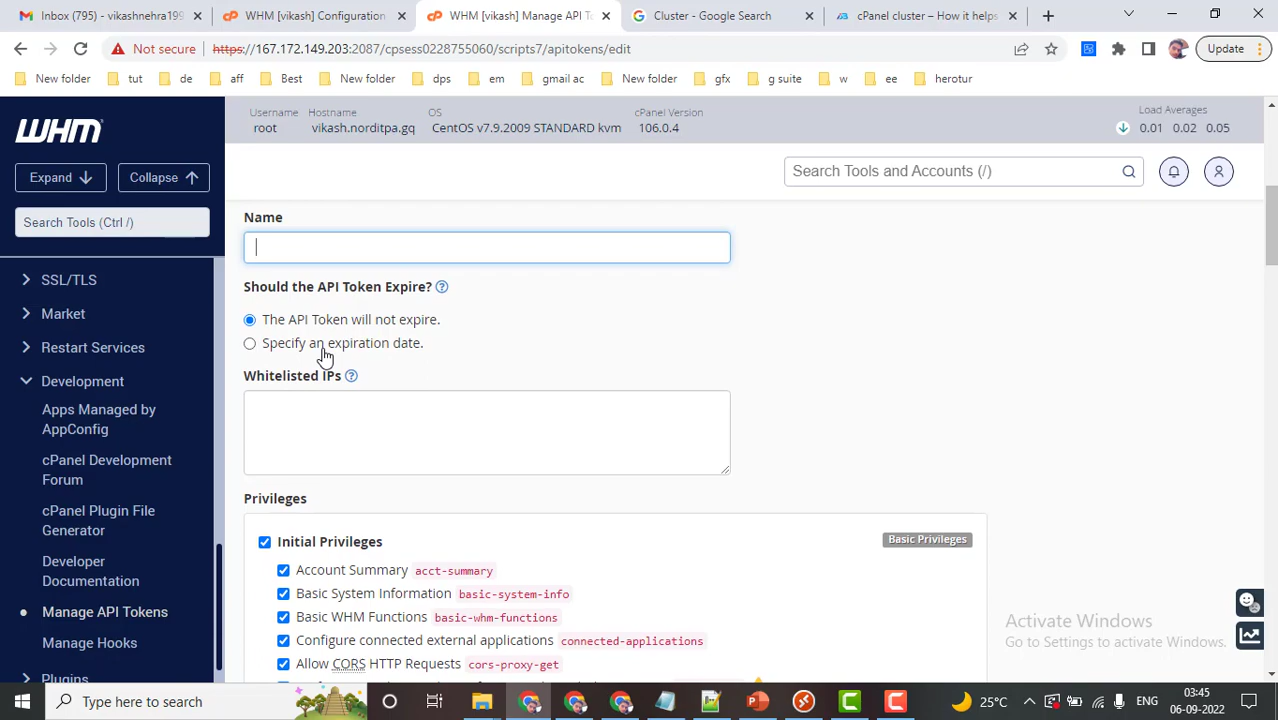 Inbox (795) - vikashnehra199
WHM [vikash] Configuration
WHM [vikash] Manage API To
Cluster - Google Search
cPanel cluster – How it helps
Not secure
https://167.172.149.203:2087/cpsess0228755060/scripts7/apitokens/edit
Update
New folder
tut
de
aff
Best
New folder
dps
em
gmail ac
New folder
gfx
g suite
w
ee
herotur
WHM
Username
root
Hostname
vikash.norditpa.gq
OS
CentOS v7.9.2009 STANDARD kvm
cPanel Version
106.0.4
Load Averages
0.01 0.02 0.05
Expand
Collapse
Search Tools and Accounts (/)
Search Tools (Ctrl /)
SSL/TLS
Market
Restart Services
Development
Apps Managed by
AppConfig
cPanel Development
Forum
cPanel Plugin File
Generator
Developer
Documentation
Manage API Tokens
Manage Hooks
Plugins
Name
Should the API Token Expire?
The API Token will not expire.
Specify an expiration date.
Whitelisted IPs
Privileges
Initial Privileges
Basic Privileges
Account Summary acct-summary
Basic System Information basic-system-info
Basic WHM Functions basic-whm-functions
Configure connected external applications connected-applications
Allow CORS HTTP Requests cors-proxy-get
Activate Windows
Go to Settings to activate Windows.
Type here to search
25°C
ENG
03:45
06-09-2022